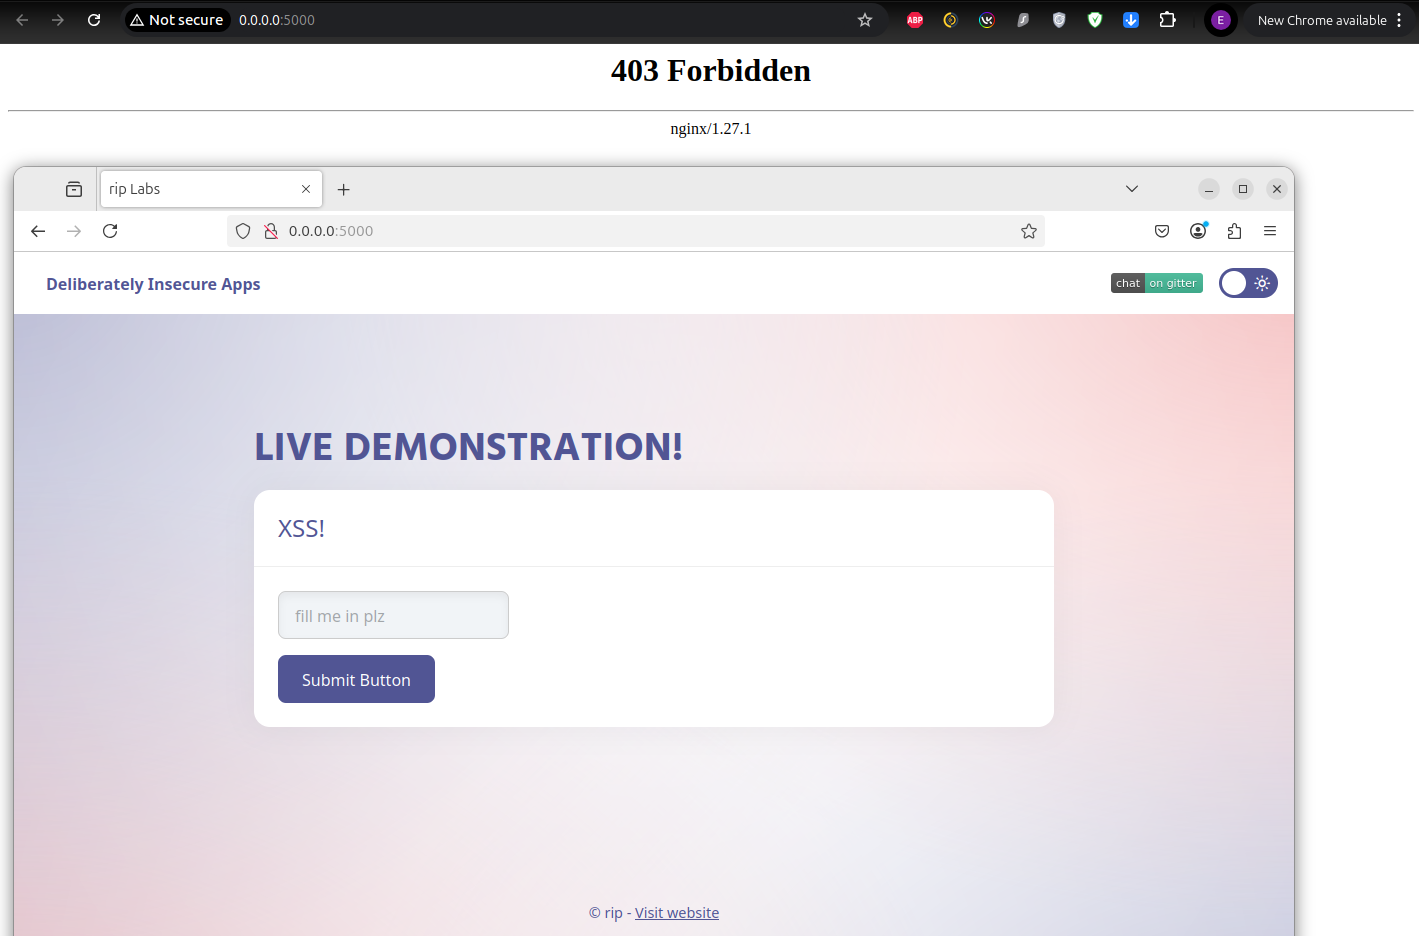 Not secure 0.0.0.0:5000 ABP E New Chrome available
403 Forbidden
nginx/1.27.1
rip Labs
0.0.0.0:5000
Deliberately Insecure Apps
chat on gitter
LIVE DEMONSTRATION!
XSS!
fill me in plz
Submit Button
© rip - Visit website